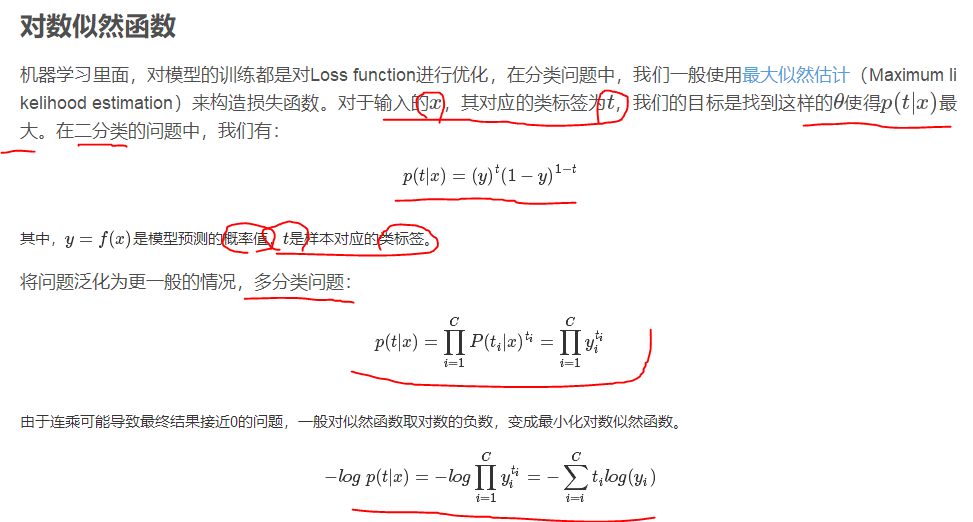 对数似然函数
机器学习里面，对模型的训练都是对Loss function进行优化，在分类问题中，我们一般使用最大似然估计（Maximum li
kelihood estimation）来构造损失函数。对于输入的x，其对应的类标签为t，我们的目标是找到这样的θ使得p(t|x)最
大。在二分类的问题中，我们有：
p(t|x) = (y)^t(1 − y)^{1−t}
其中，y = f(x)是模型预测的概率值，t是样本对应的类标签。
将问题泛化为更一般的情况，多分类问题：
p(t|x) = ∏_{i=1}^{C} P(t_i|x)^{t_i} = ∏_{i=1}^{C} y_i^{t_i}
由于连乘可能导致最终结果接近0的问题，一般对似然函数取对数的负数，变成最小化对数似然函数。
−log p(t|x) = −log ∏_{i=1}^{C} y_i^{t_i} = −∑_{i=i}^{C} t_i log(y_i)